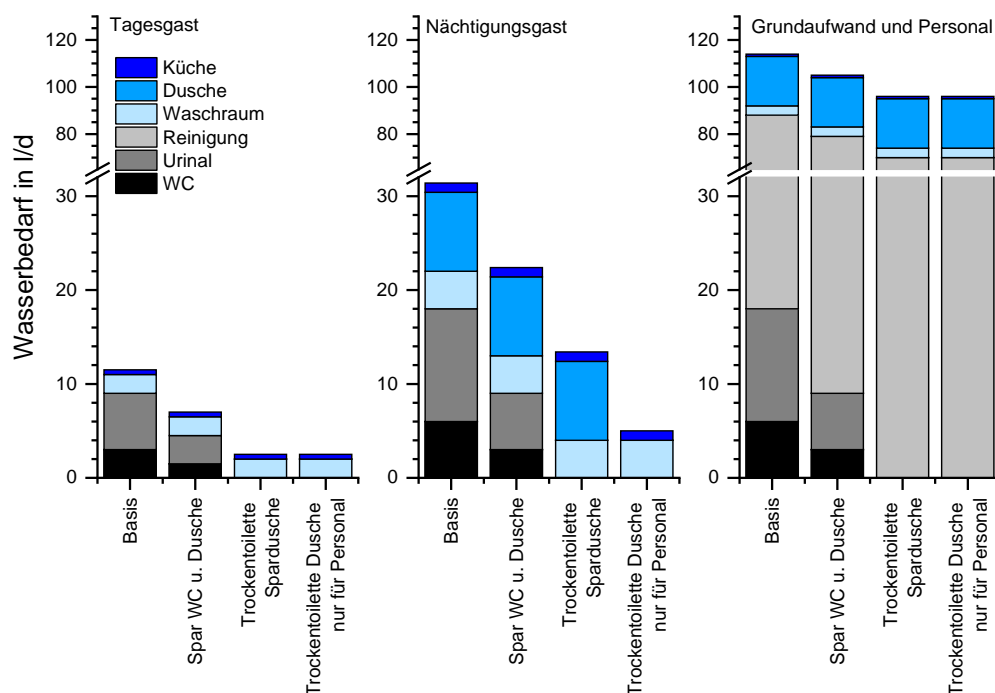 Tagesgast
Nächtigungsgast
Grundaufwand und Personal
Wasserbedarf in l/d
Küche
Dusche
Waschraum
Reinigung
Urinal
WC
120
100
80
30
20
10
0
120
100
80
30
20
10
0
120
100
80
30
20
10
0
Basis
Spar WC u. Dusche
Trockentoilette
Spardusche
Trockentoilette Dusche
nur für Personal
Basis
Spar WC u. Dusche
Trockentoilette
Spardusche
Trockentoilette Dusche
nur für Personal
Basis
Spar WC u. Dusche
Trockentoilette
Spardusche
Trockentoilette Dusche
nur für Personal